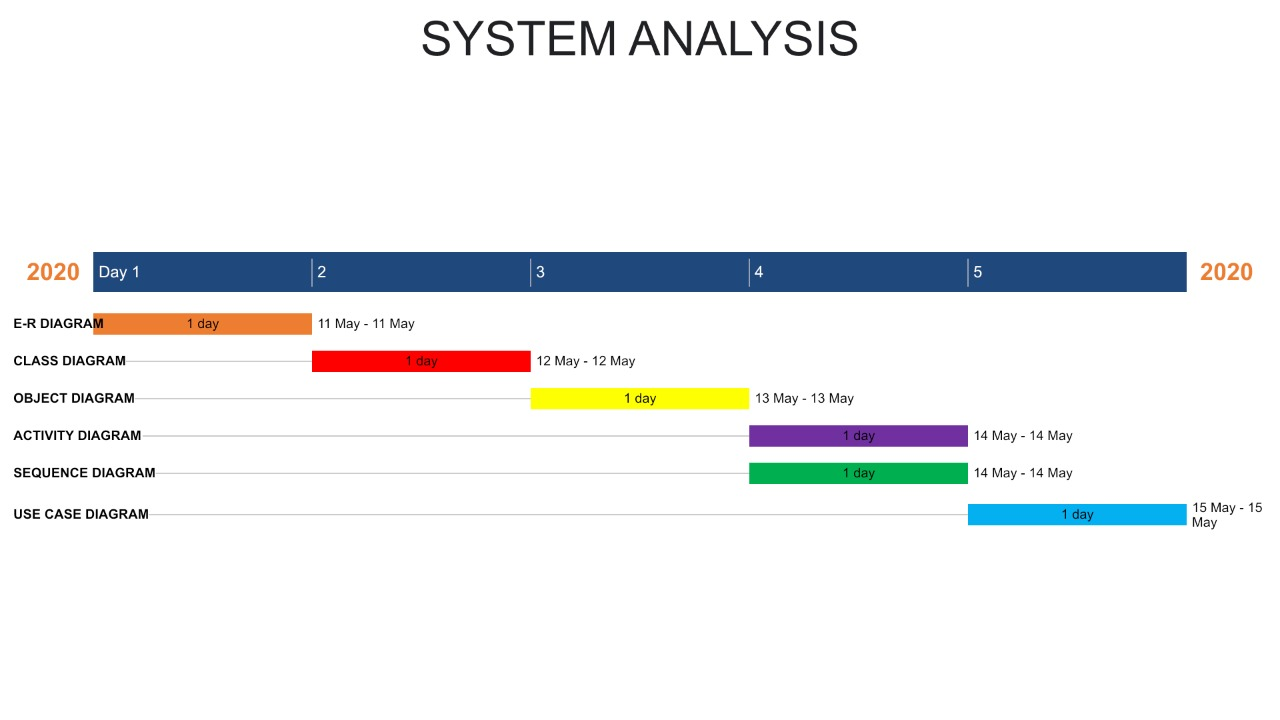 SYSTEM ANALYSIS
2020 Day 1 2 3 4 5 2020
E-R DIAGRAM 1 day 11 May - 11 May
CLASS DIAGRAM 1 day 12 May - 12 May
OBJECT DIAGRAM 1 day 13 May - 13 May
ACTIVITY DIAGRAM 1 day 14 May - 14 May
SEQUENCE DIAGRAM 1 day 14 May - 14 May
USE CASE DIAGRAM 1 day 15 May - 15
May